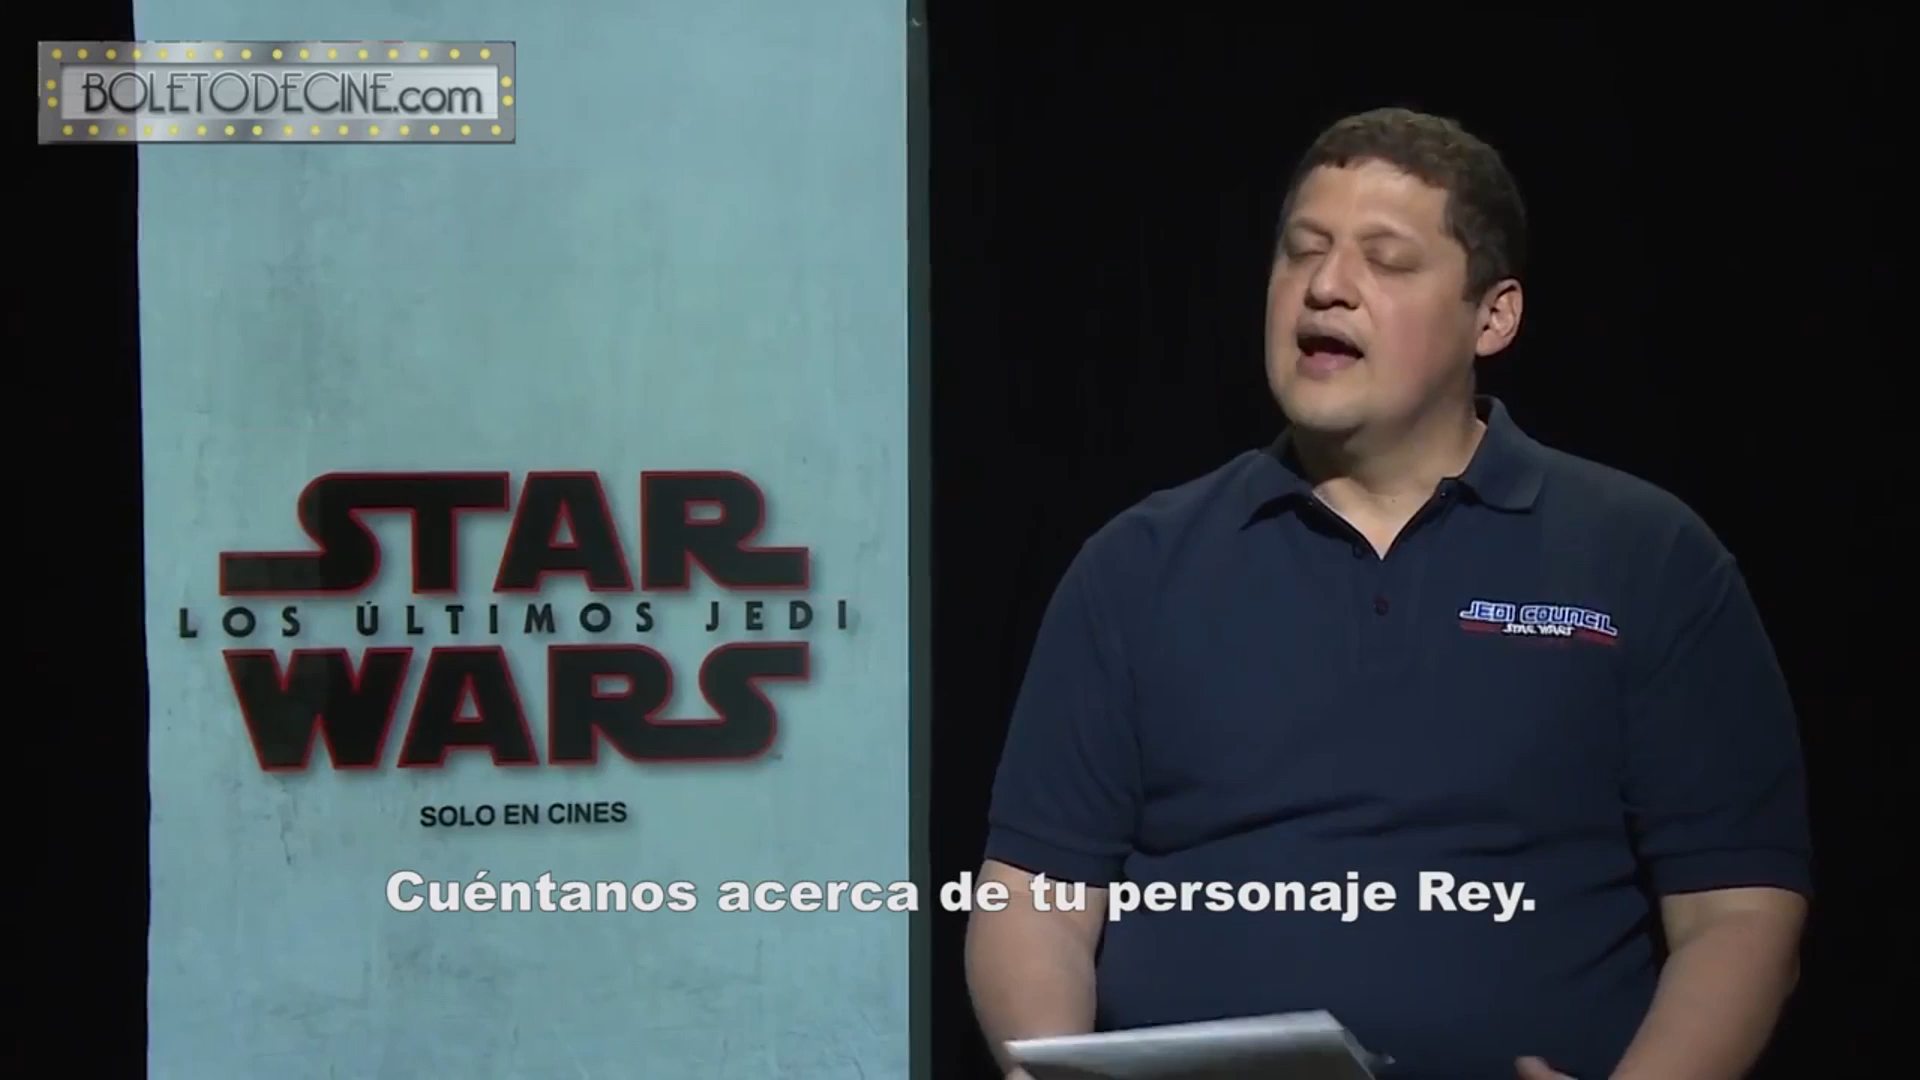 BOLETODECINE.com
STAR
LOS ÚLTIMOS JEDI
WARS
SOLO EN CINES
JEDI COUNCIL
STAR WARS
Cuéntanos acerca de tu personaje Rey.